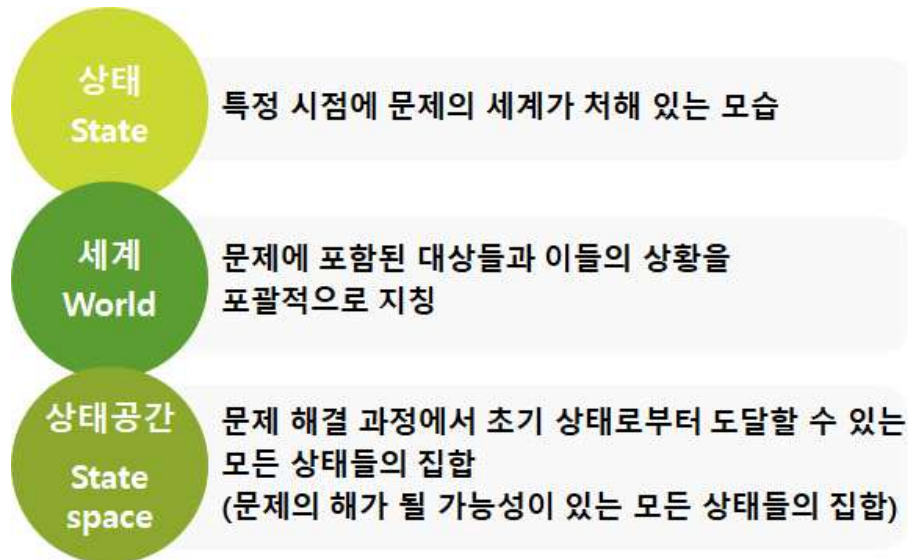 상태
State
특정 시점에 문제의 세계가 처해 있는 모습
세계
World
문제에 포함된 대상들과 이들의 상황을
포괄적으로 지칭
상태공간
State
space
문제 해결 과정에서 초기 상태로부터 도달할 수 있는
모든 상태들의 집합
(문제의 해가 될 가능성이 있는 모든 상태들의 집합)